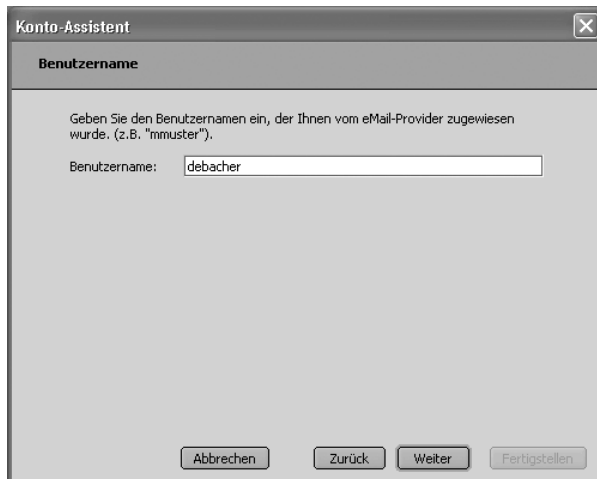 Konto-Assistent
Benutzername
Geben Sie den Benutzernamen ein, der Ihnen vom eMail-Provider zugewiesen
wurde. (z.B. "mmuster").
Benutzername: debacher
Abbrechen Zurück Weiter Fertigstellen